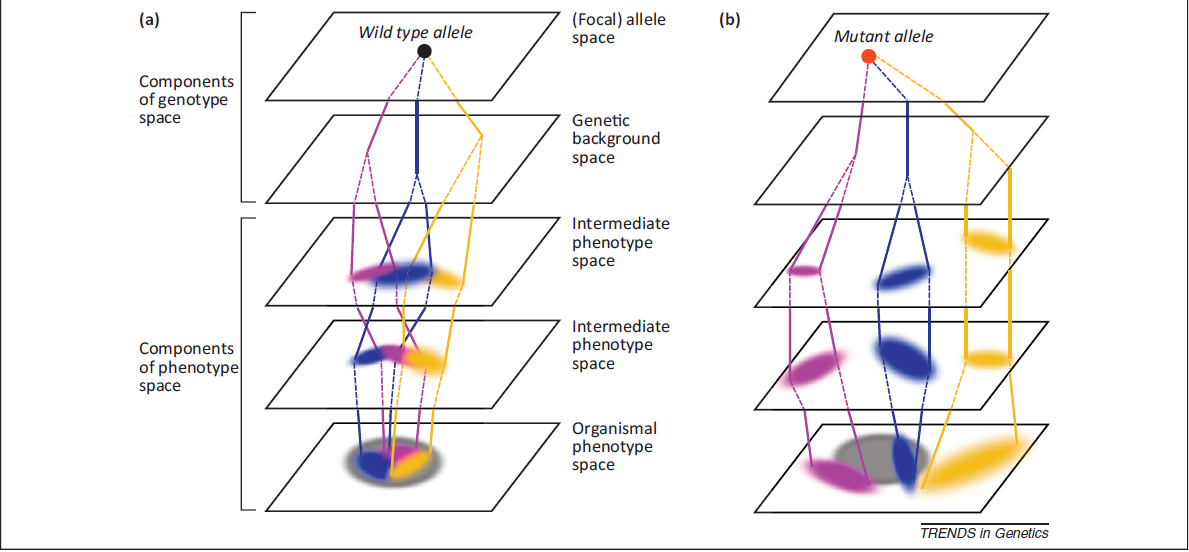 (a)
Wild type allele
(Focal) allele
space
Components
of genotype
space
Genetic
background
space
Intermediate
phenotype
space
Components
of phenotype
space
Intermediate
phenotype
space
Organismal
phenotype
space
(b)
Mutant allele
TRENDS in Genetics